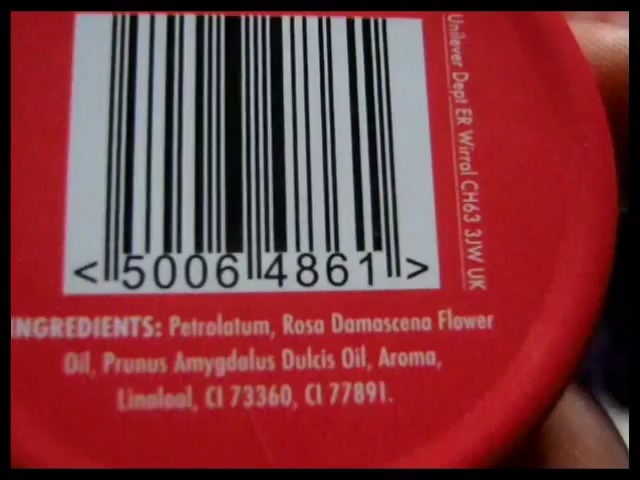 Unilever Dept ER Wirral CH63 3JW UK
<5006 4861>
INGREDIENTS: Petrolatum, Rosa Damascena Flower
Oil, Prunus Amygdalus Dulcis Oil, Aroma,
Linalool, CI 73360, CI 77891.